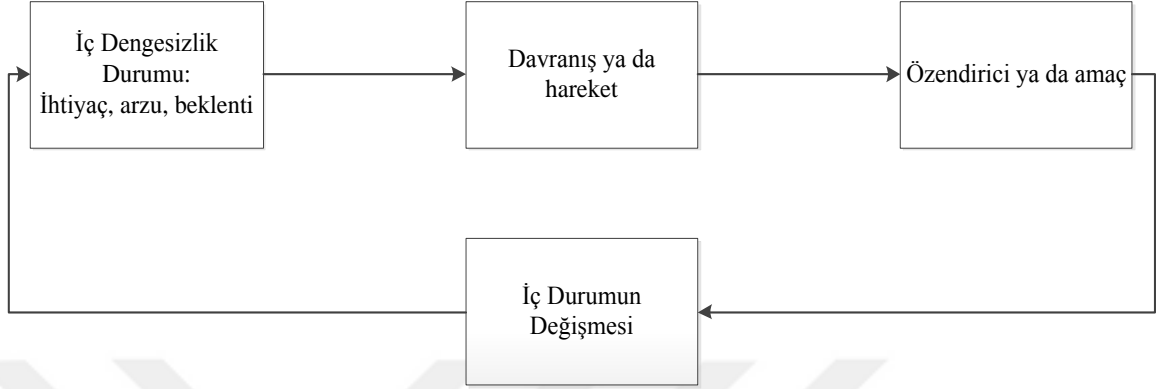 İç Dengesizlik
Durumu:
İhtiyaç, arzu, beklenti
Davranış ya da
hareket
Özendirici ya da amaç
İç Durumun
Değişmesi